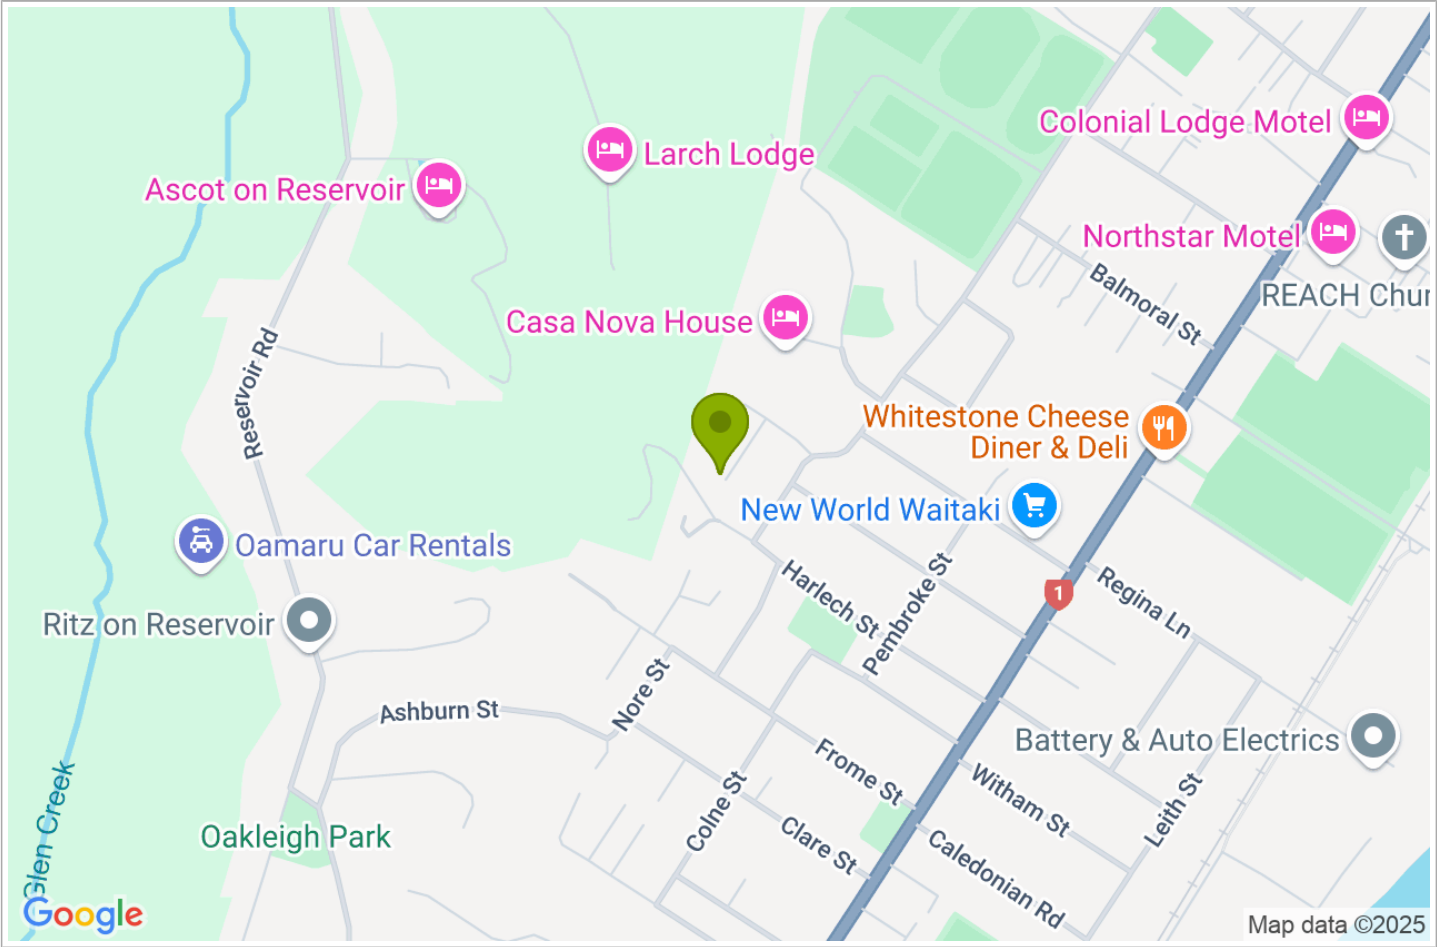 Colonial Lodge Motel
Larch Lodge
Ascot on Reservoir
Northstar Motel
Balmoral St
REACH Chur
Casa Nova House
Reservoir Rd
Whitestone Cheese
Diner & Deli
New World Waitaki
Oamaru Car Rentals
Harlech St
Pembroke St
1
Regina Ln
Ritz on Reservoir
Nore St
Ashburn St
Battery & Auto Electrics
Frome St
Witham St
Leith St
Colne St
Glen Creek
Oakleigh Park
Clare St
Caledonian Rd
Google
Map data ©2025